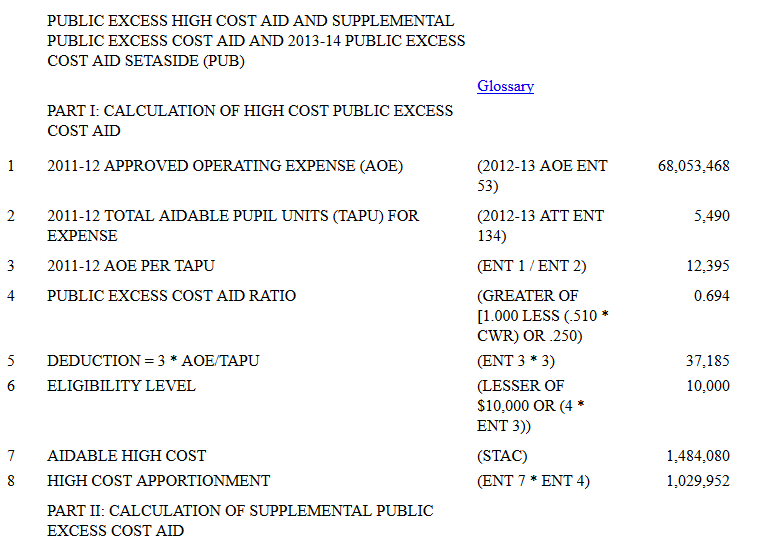 PUBLIC EXCESS HIGH COST AID AND SUPPLEMENTAL
PUBLIC EXCESS COST AID AND 2013-14 PUBLIC EXCESS
COST AID SETASIDE (PUB)
Glossary
PART I: CALCULATION OF HIGH COST PUBLIC EXCESS
COST AID
1 2011-12 APPROVED OPERATING EXPENSE (AOE) (2012-13 AOE ENT 68,053,468
53)
2 2011-12 TOTAL AIDABLE PUPIL UNITS (TAPU) FOR (2012-13 ATT ENT 5,490
EXPENSE 134)
3 2011-12 AOE PER TAPU (ENT 1 / ENT 2) 12,395
4 PUBLIC EXCESS COST AID RATIO (GREATER OF 0.694
[1.000 LESS (.510 *
CWR) OR .250)
5 DEDUCTION = 3 * AOE/TAPU (ENT 3 * 3) 37,185
6 ELIGIBILITY LEVEL (LESSER OF 10,000
$10,000 OR (4 *
ENT 3))
7 AIDABLE HIGH COST (STAC) 1,484,080
8 HIGH COST APPORTIONMENT (ENT 7 * ENT 4) 1,029,952
PART II: CALCULATION OF SUPPLEMENTAL PUBLIC
EXCESS COST AID